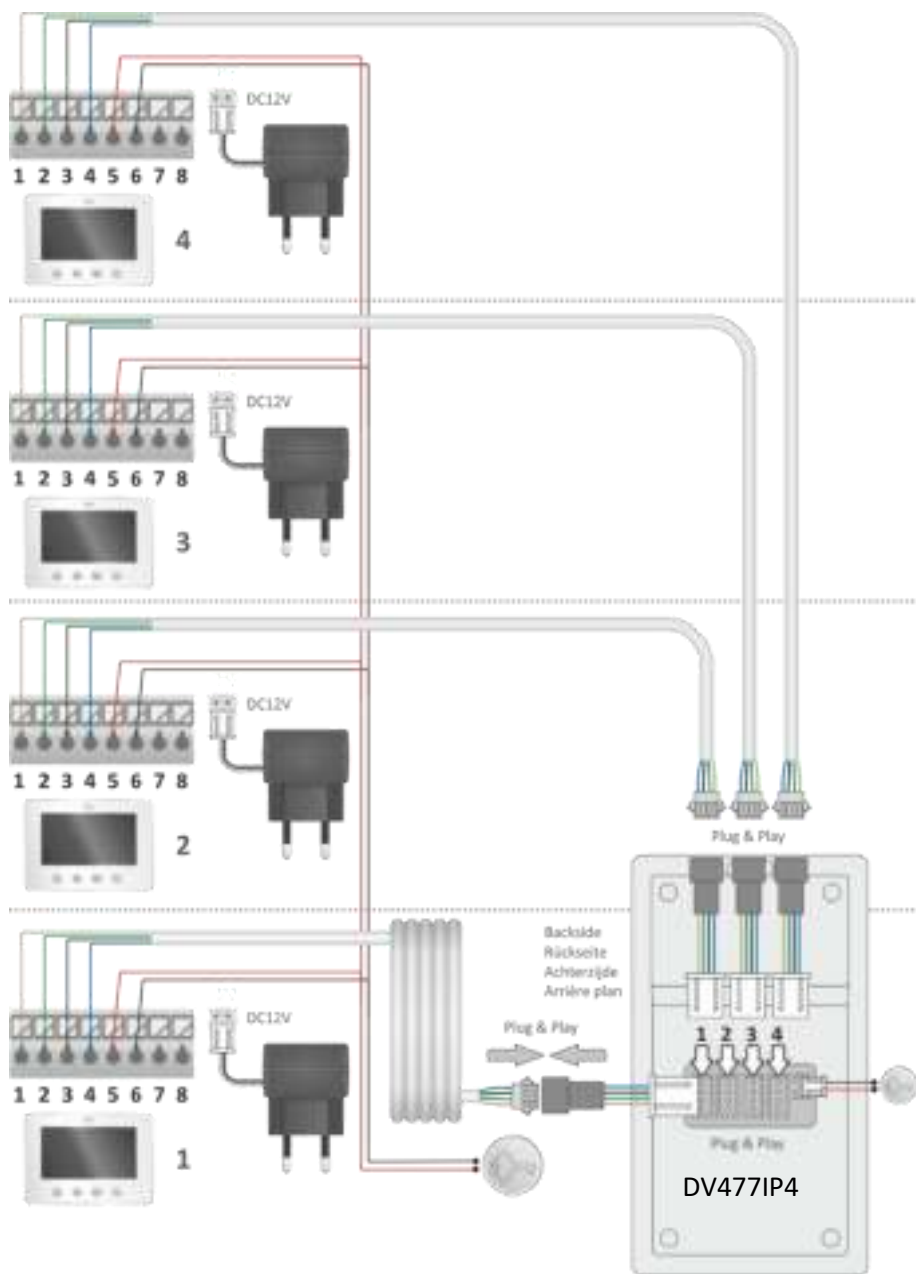 DC12V
1 2 3 4 5 6 7 8
4
DC12V
1 2 3 4 5 6 7 8
3
DC12V
1 2 3 4 5 6 7 8
2
Plug & Play
Backside
Rückseite
Achterzijde
Arrière plan
DC12V
Plug & Play
1 2 3 4
1 2 3 4 5 6 7 8
1
Plug & Play
DV477IP4